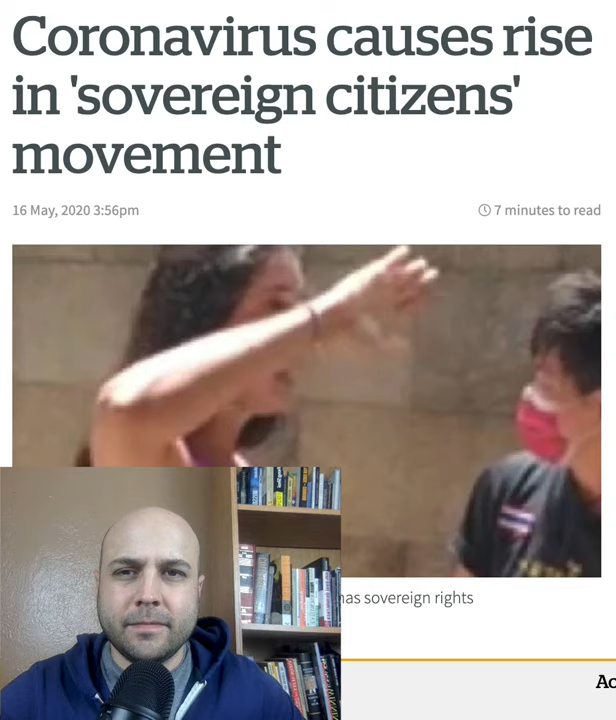 Coronavirus causes rise
in 'sovereign citizens'
movement
16 May, 2020 3:56pm
7 minutes to read
has sovereign rights